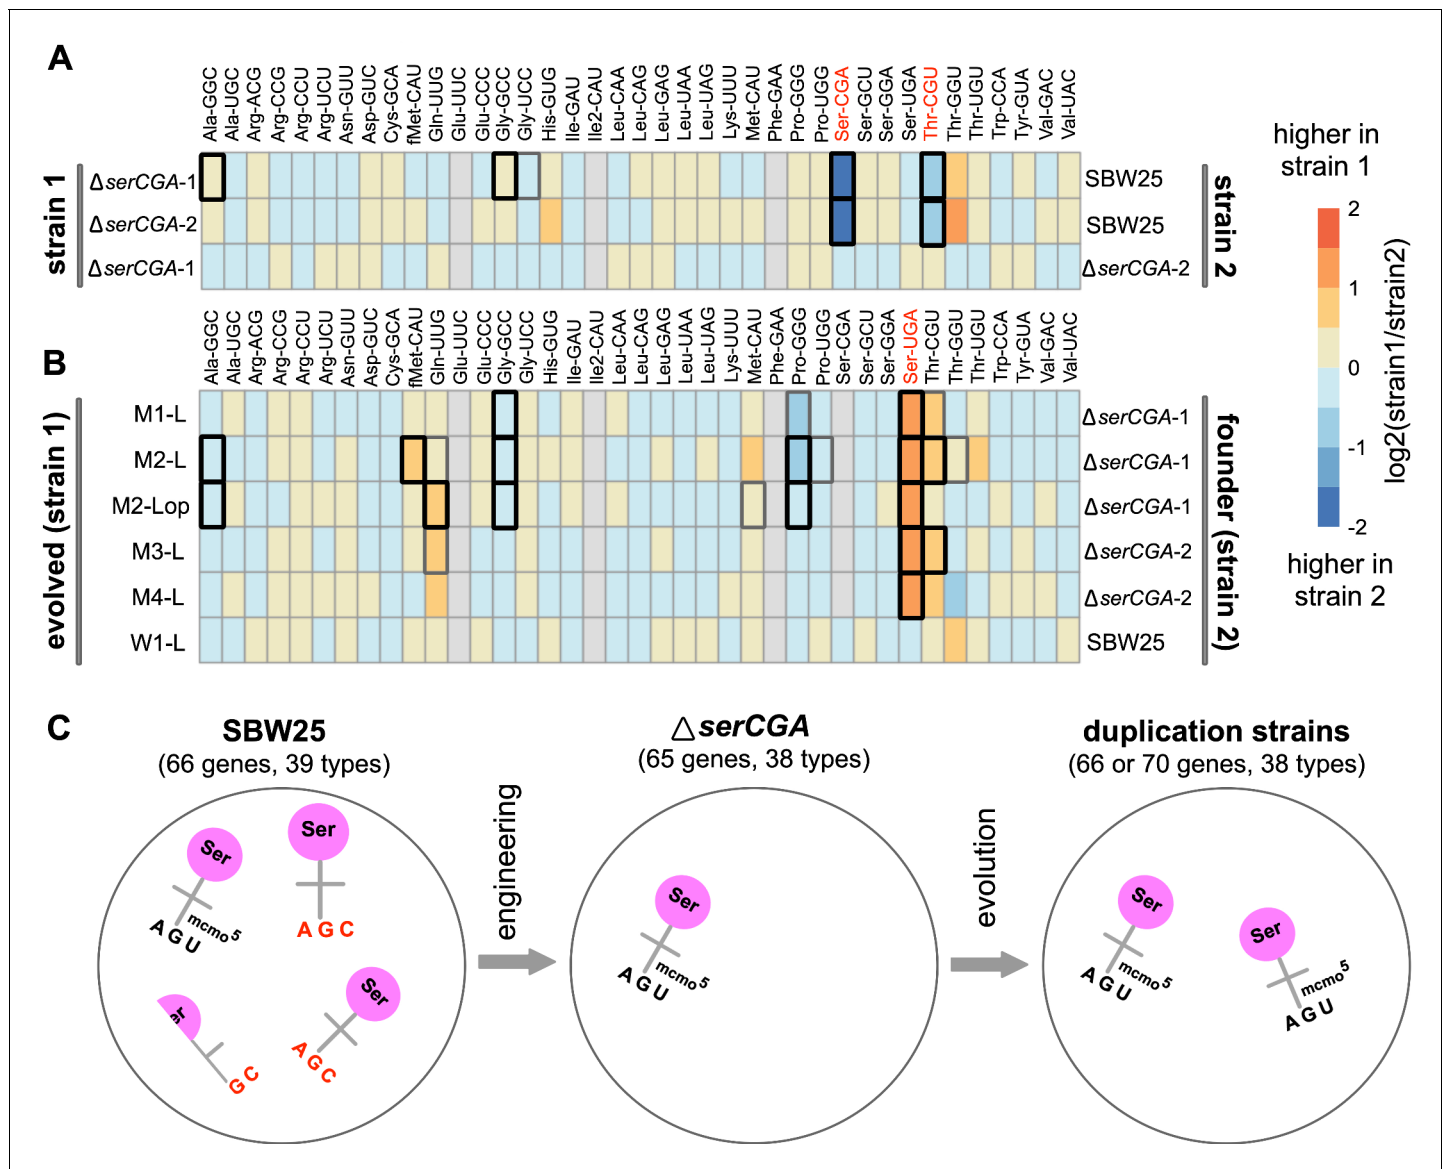 A
Ala-GGC
Ala-UGC
Arg-ACG
Arg-CCG
Arg-CCU
Arg-UCU
Asn-GUU
Asp-GUC
Cys-GCA
fMet-CAU
Gln-UUG
Glu-UUC
Glu-CCC
Gly-GCC
Gly-UCC
His-GUG
Ile-GAU
Ile2-CAU
Leu-CAA
Leu-CAG
Leu-GAG
Leu-UAA
Leu-UAG
Lys-UUU
Met-CAU
Phe-GAA
Pro-GGG
Pro-UGG
Ser-CGA
Ser-GCU
Ser-GGA
Ser-UGA
Thr-CGU
Thr-GGU
Thr-UGU
Trp-CCA
Tyr-GUA
Val-GAC
Val-UAC
strain 1
ΔserCGA-1
SBW25
ΔserCGA-2
SBW25
ΔserCGA-1
ΔserCGA-2
strain 2
B
Ala-GGC
Ala-UGC
Arg-ACG
Arg-CCG
Arg-CCU
Arg-UCU
Asn-GUU
Asp-GUC
Cys-GCA
fMet-CAU
Gln-UUG
Glu-UUC
Glu-CCC
Gly-GCC
Gly-UCC
His-GUG
Ile-GAU
Ile2-CAU
Leu-CAA
Leu-CAG
Leu-GAG
Leu-UAA
Leu-UAG
Lys-UUU
Met-CAU
Phe-GAA
Pro-GGG
Pro-UGG
Ser-CGA
Ser-GCU
Ser-GGA
Ser-UGA
Thr-CGU
Thr-GGU
Thr-UGU
Trp-CCA
Tyr-GUA
Val-GAC
Val-UAC
evolved (strain 1)
M1-L
ΔserCGA-1
M2-L
ΔserCGA-1
M2-Lop
ΔserCGA-1
M3-L
ΔserCGA-2
M4-L
ΔserCGA-2
W1-L
SBW25
founder (strain 2)
higher in
strain 1
2
1
0
-1
-2
log2(strain1/strain2)
higher in
strain 2
C
SBW25
(66 genes, 39 types)
Ser
mcmo5
AGU
Ser
AGC
Ser
AGC
GC
engineering
△serCGA
(65 genes, 38 types)
Ser
mcmo5
AGU
evolution
duplication strains
(66 or 70 genes, 38 types)
Ser
mcmo5
AGU
Ser
mcmo5
AGU